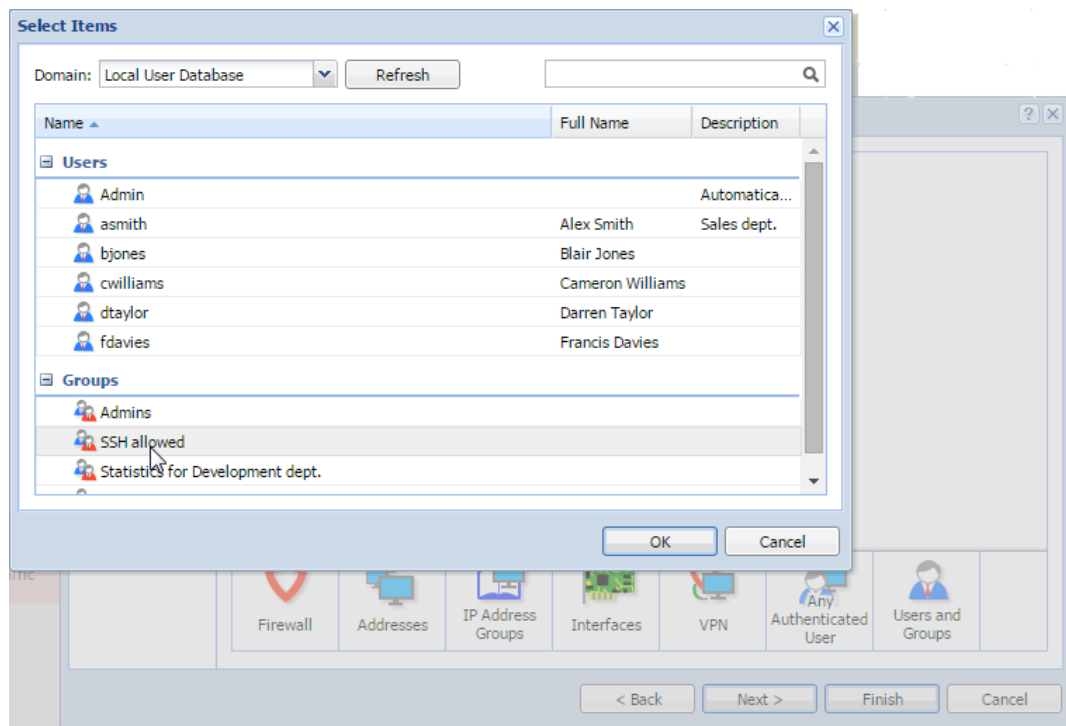 Select Items
Domain: Local User Database Refresh
Name Full Name Description
Users
Admin Automatica...
asmith Alex Smith Sales dept.
bjones Blair Jones
cwilliams Cameron Williams
dtaylor Darren Taylor
fdavies Francis Davies
Groups
Admins
SSH allowed
Statistics for Development dept.
OK Cancel
Firewall
Addresses
IP Address
Groups
Interfaces
VPN
Any
Authenticated
User
Users and
Groups
< Back Next > Finish Cancel